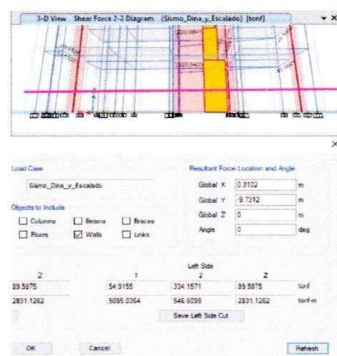 3-D View Shear Force 2-2 Diagram (Sismo_Dina_y_Escalado) [tonf]
Load Case
Sismo_Dina_y_Escalado
Objects to Include
Columns Beams Braces
Floors Walls Links
Resultant Force Location and Angle
Global X 0.3102 m
Global Y -9.7312 m
Global Z 0 m
Angle 0 deg
Left Side
2 1 2 Z
89.5875 54.9155 334.1571 89.5875 tonf
2831.1262 5095.0364 546.6098 2831.1262 tonf-m
Save Left Side Cut
OK Cancel Refresh